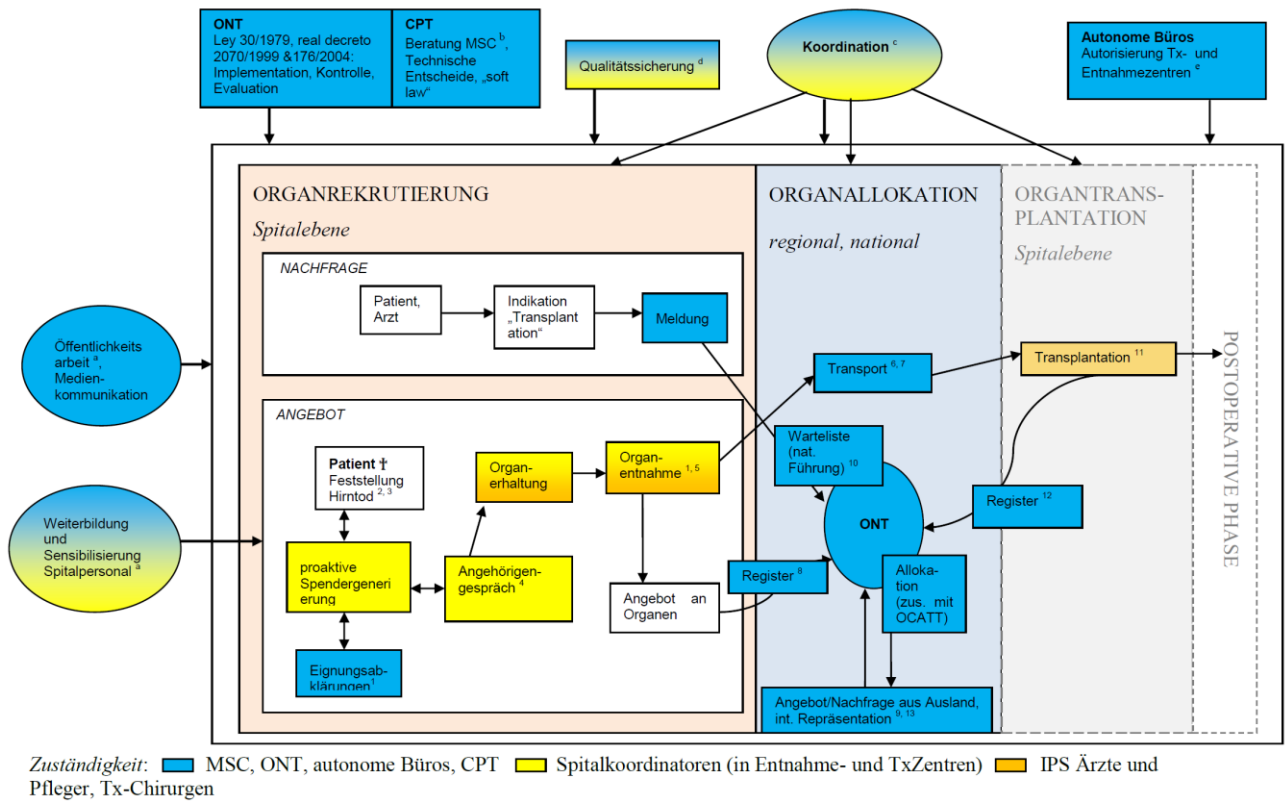 ONT
Ley 30/1979, real decreto
2070/1999 &176/2004:
Implementation, Kontrolle,
Evaluation
CPT
Beratung MSC b,
Technische
Entscheide, „soft
law“
Qualitätssicherung d
Koordination c
Autonome Büros
Autorisierung Tx- und
Entnahmezentren e
ORGANREKRUTIERUNG
Spitalebene
ORGANALLOKATION
regional, national
ORGANTRANS-
PLANTATION
Spitalebene
NACHFRAGE
Patient,
Arzt
Indikation
„Transplant
ation“
Meldung
Öffentlichkeits
arbeit a,
Medien-
kommunikation
Transport 6, 7
Transplantation 11
POSTOPERATIVE PHASE
ANGEBOT
Patient †
Feststellung
Hirntod 2, 3
Organ-
erhaltung
Organ-
entnahme 1, 5
Warteliste
(nat.
Führung) 10
ONT
Register 12
Weiterbildung
und
Sensibilisierung
Spitalpersonal a
proaktive
Spendergener
ierung
Angehörigen-
gespräch 4
Angebot an
Organen
Register 8
Alloka-
tion
(zus. mit
OCATT)
Eignungsab-
klärungen 1
Angebot/Nachfrage aus Ausland,
int. Repräsentation 9, 13
Zuständigkeit: MSC, ONT, autonome Büros, CPT Spitalkoordinatoren (in Entnahme- und TxZentren) IPS Ärzte und
Pfleger, Tx-Chirurgen